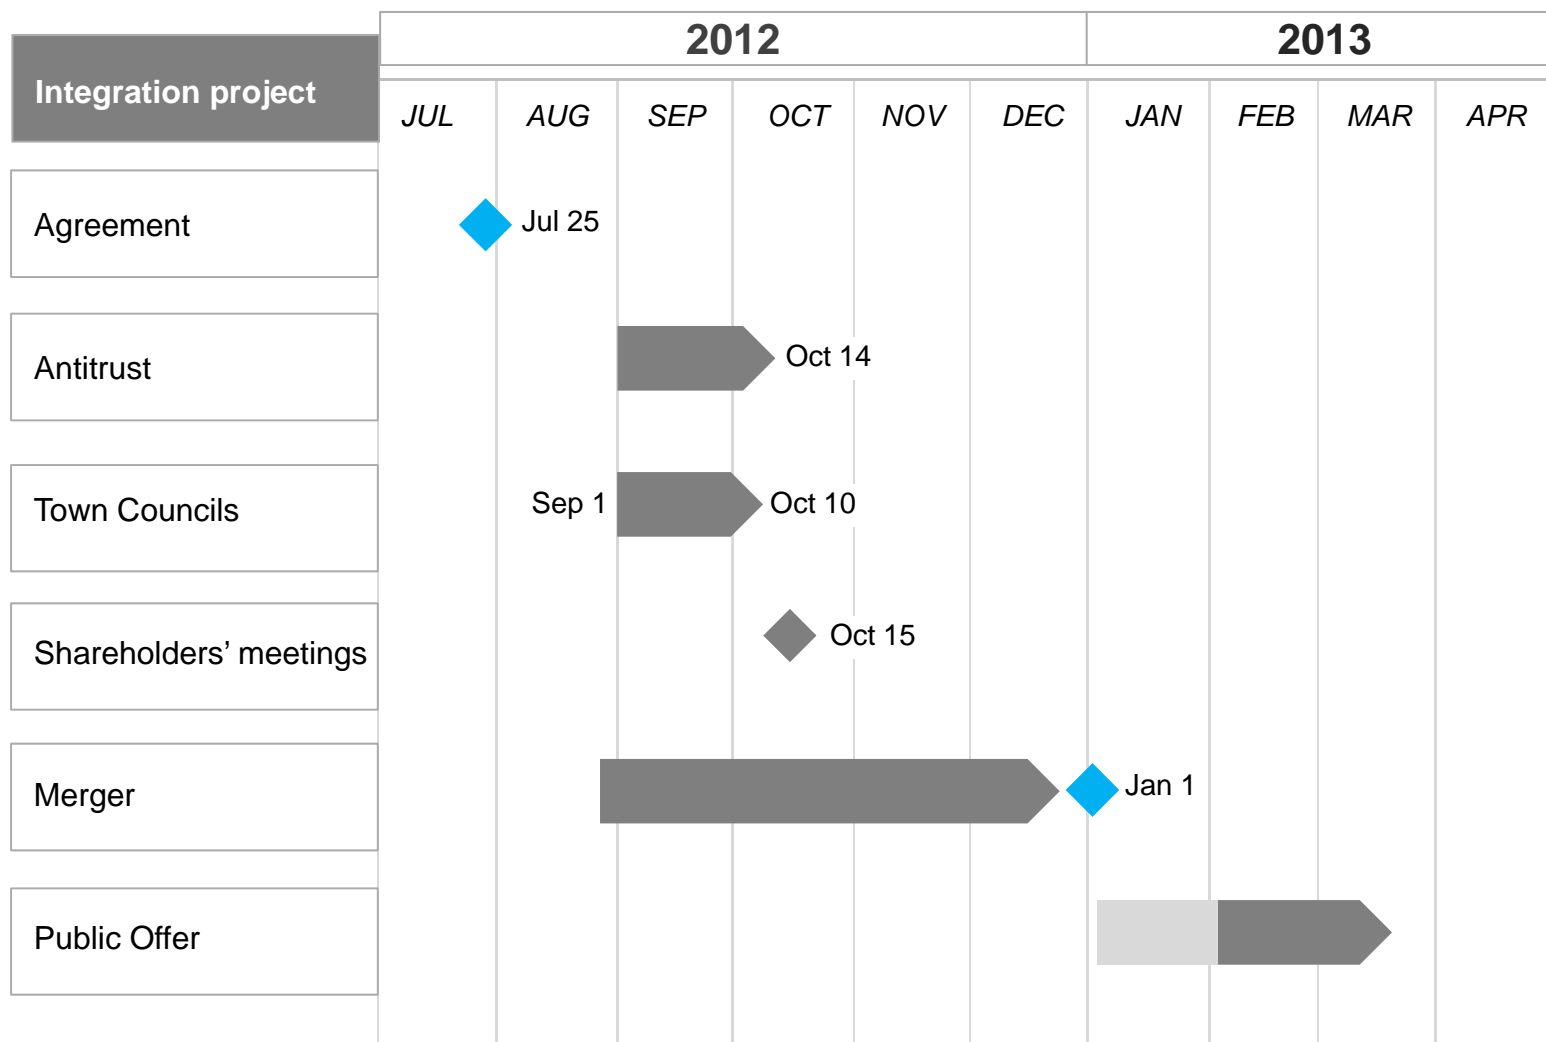 2012
2013
Integration project
JUL AUG SEP OCT NOV DEC JAN FEB MAR APR
Agreement
Jul 25
Antitrust
Oct 14
Town Councils
Sep 1
Oct 10
Shareholders’ meetings
Oct 15
Merger
Jan 1
Public Offer